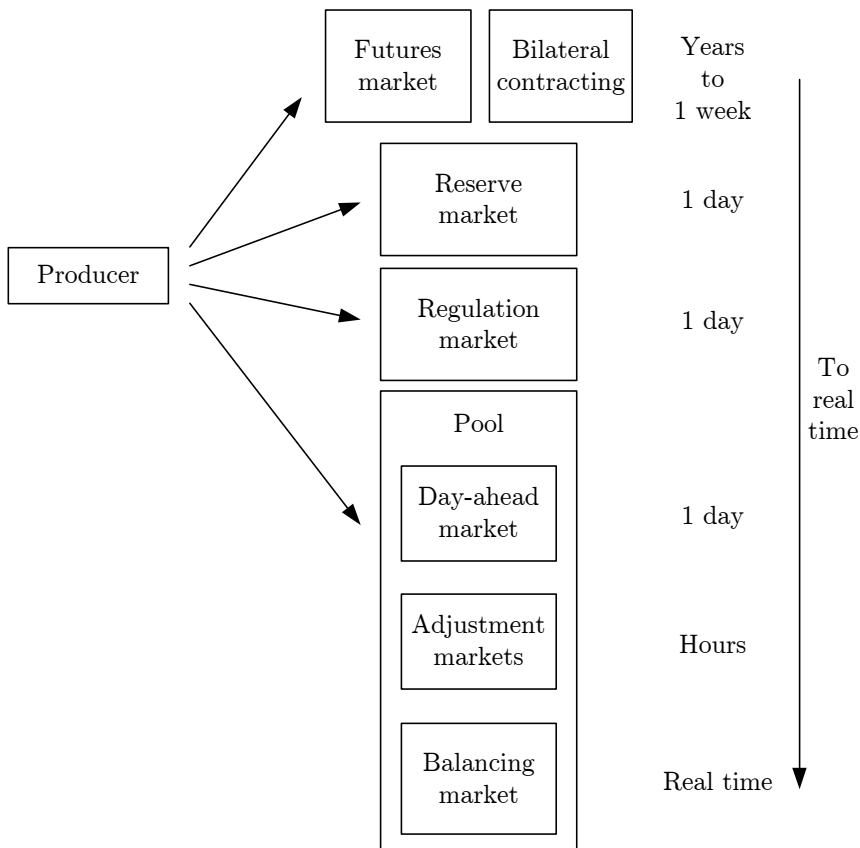 Futures
market
Bilateral
contracting
Years
to
1 week
Reserve
market
1 day
Producer
Regulation
market
1 day
To
real
time
Pool
Day-ahead
market
1 day
Adjustment
markets
Hours
Balancing
market
Real time